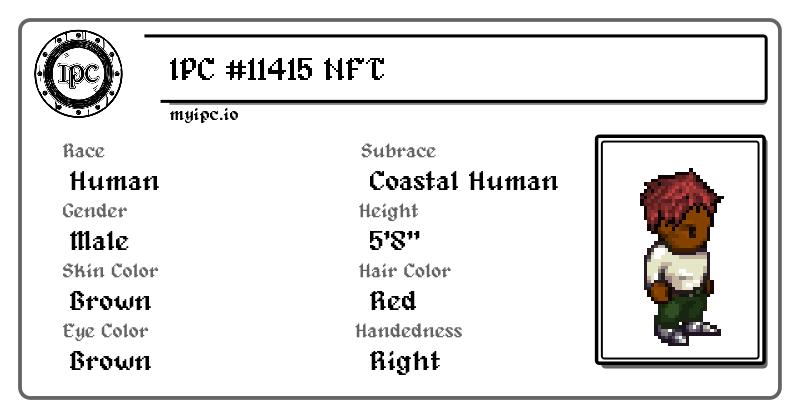 IPC
IPC #11415 NFT
myipc.io
Race
Human
Subrace
Coastal Human
Gender
Male
Height
5'8"
Skin Color
Brown
Hair Color
Red
Eye Color
Brown
Handedness
Right